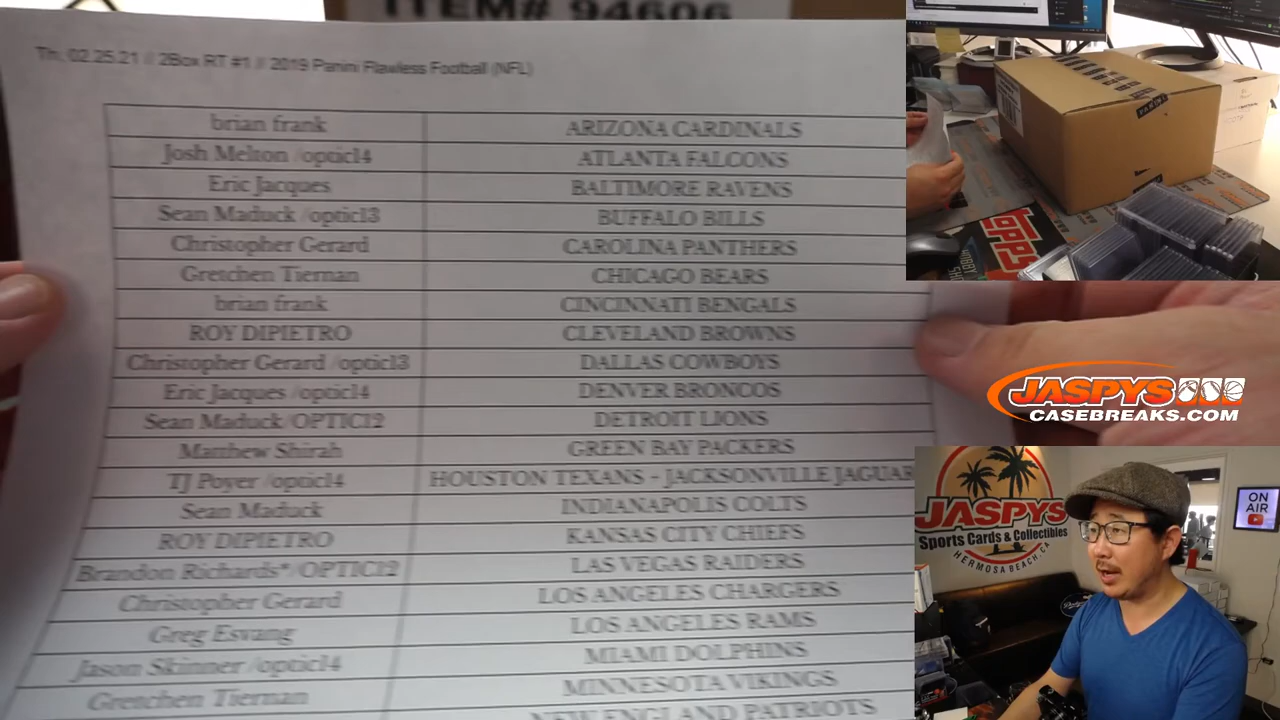 ITEM# 94606
Th, 02.25.21 // 2Box RT #1 // 2019 Panini Flawless Football (NFL)
brian frank ARIZONA CARDINALS
Josh Melton /optic14 ATLANTA FALCONS
Eric Jacques BALTIMORE RAVENS
Sean Maduck /optic13 BUFFALO BILLS
Christopher Gerard CAROLINA PANTHERS
Gretchen Tiernan CHICAGO BEARS
brian frank CINCINNATI BENGALS
ROY DIPIETRO CLEVELAND BROWNS
Christopher Gerard /optic13 DALLAS COWBOYS
Eric Jacques /optic14 DENVER BRONCOS
Sean Maduck /OPTIC12 DETROIT LIONS
Matthew Shirah GREEN BAY PACKERS
TJ Poyer /optic14 HOUSTON TEXANS - JACKSONVILLE JAGUAR
Sean Maduck INDIANAPOLIS COLTS
ROY DIPIETRO KANSAS CITY CHIEFS
Brandon Richards* /OPTIC12 LAS VEGAS RAIDERS
Christopher Gerard LOS ANGELES CHARGERS
Greg Esvang LOS ANGELES RAMS
Jason Skinner /optic14 MIAMI DOLPHINS
Gretchen Tiernan MINNESOTA VIKINGS
NEW ENGLAND PATRIOTS
TOPPS
JASPYS
CASEBREAKS.COM
JASPYS
Sports Cards & Collectibles
HERMOSA BEACH, CA
ON
AIR